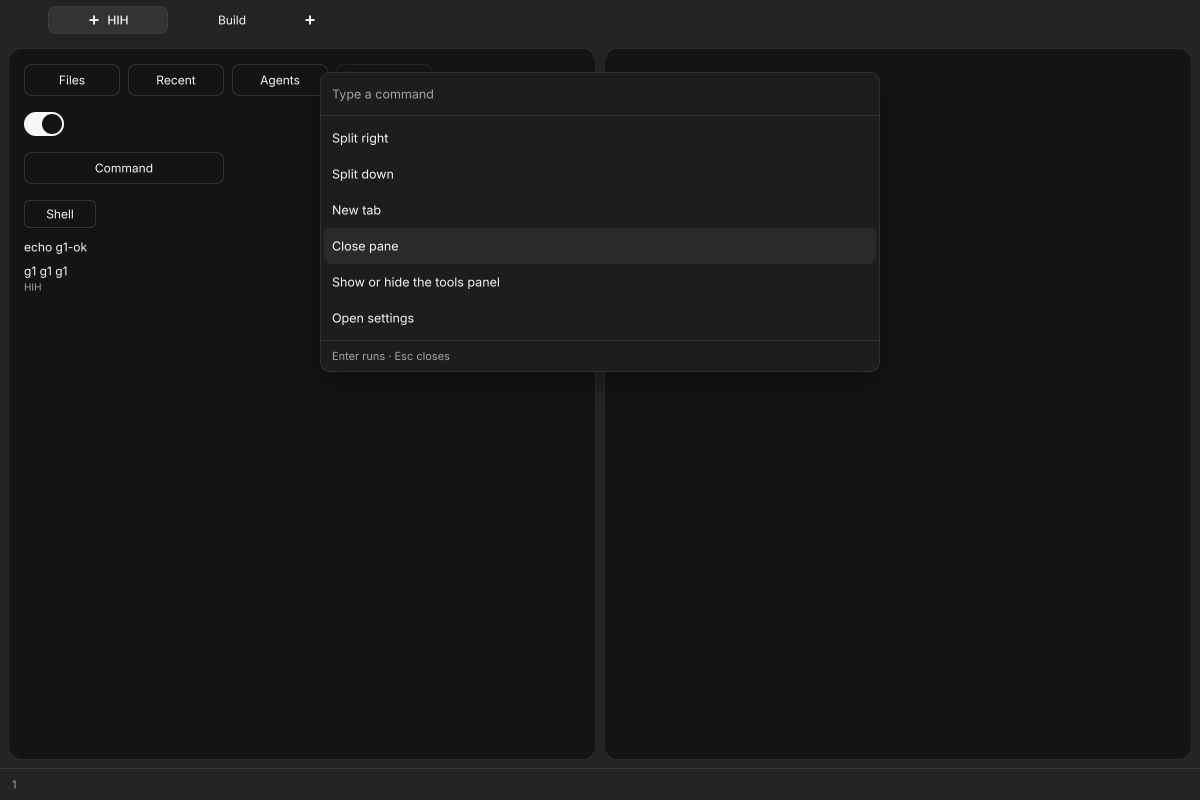 HIH
Build
Files
Recent
Agents
Type a command
Split right
Command
Split down
Shell
New tab
echo g1-ok
Close pane
g1 g1 g1
HIH
Show or hide the tools panel
Open settings
Enter runs · Esc closes
1